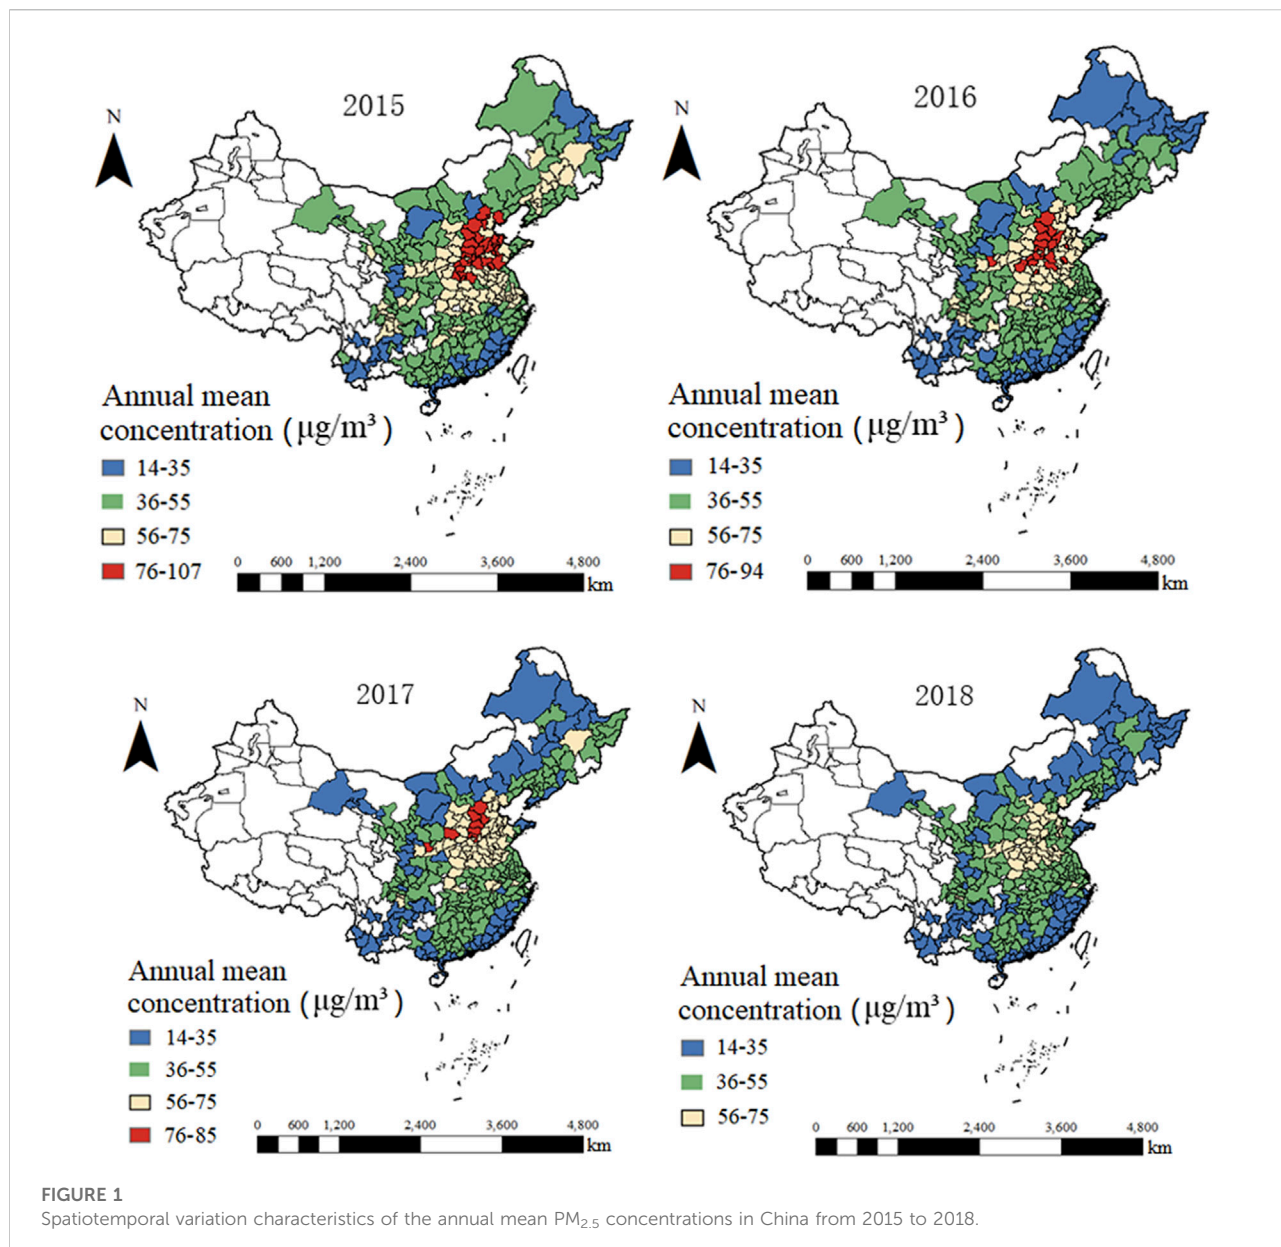 N
2015
Annual mean
concentration (μg/m³)
14-35
36-55
56-75
76-107
0 600 1,200 2,400 3,600 4,800
km
N
2016
Annual mean
concentration (μg/m³)
14-35
36-55
56-75
76-94
0 600 1,200 2,400 3,600 4,800
km
N
2017
Annual mean
concentration (μg/m³)
14-35
36-55
56-75
76-85
0 600 1,200 2,400 3,600 4,800
km
N
2018
Annual mean
concentration (μg/m³)
14-35
36-55
56-75
0 600 1,200 2,400 3,600 4,800
km
FIGURE 1
Spatiotemporal variation characteristics of the annual mean PM₂.₅ concentrations in China from 2015 to 2018.